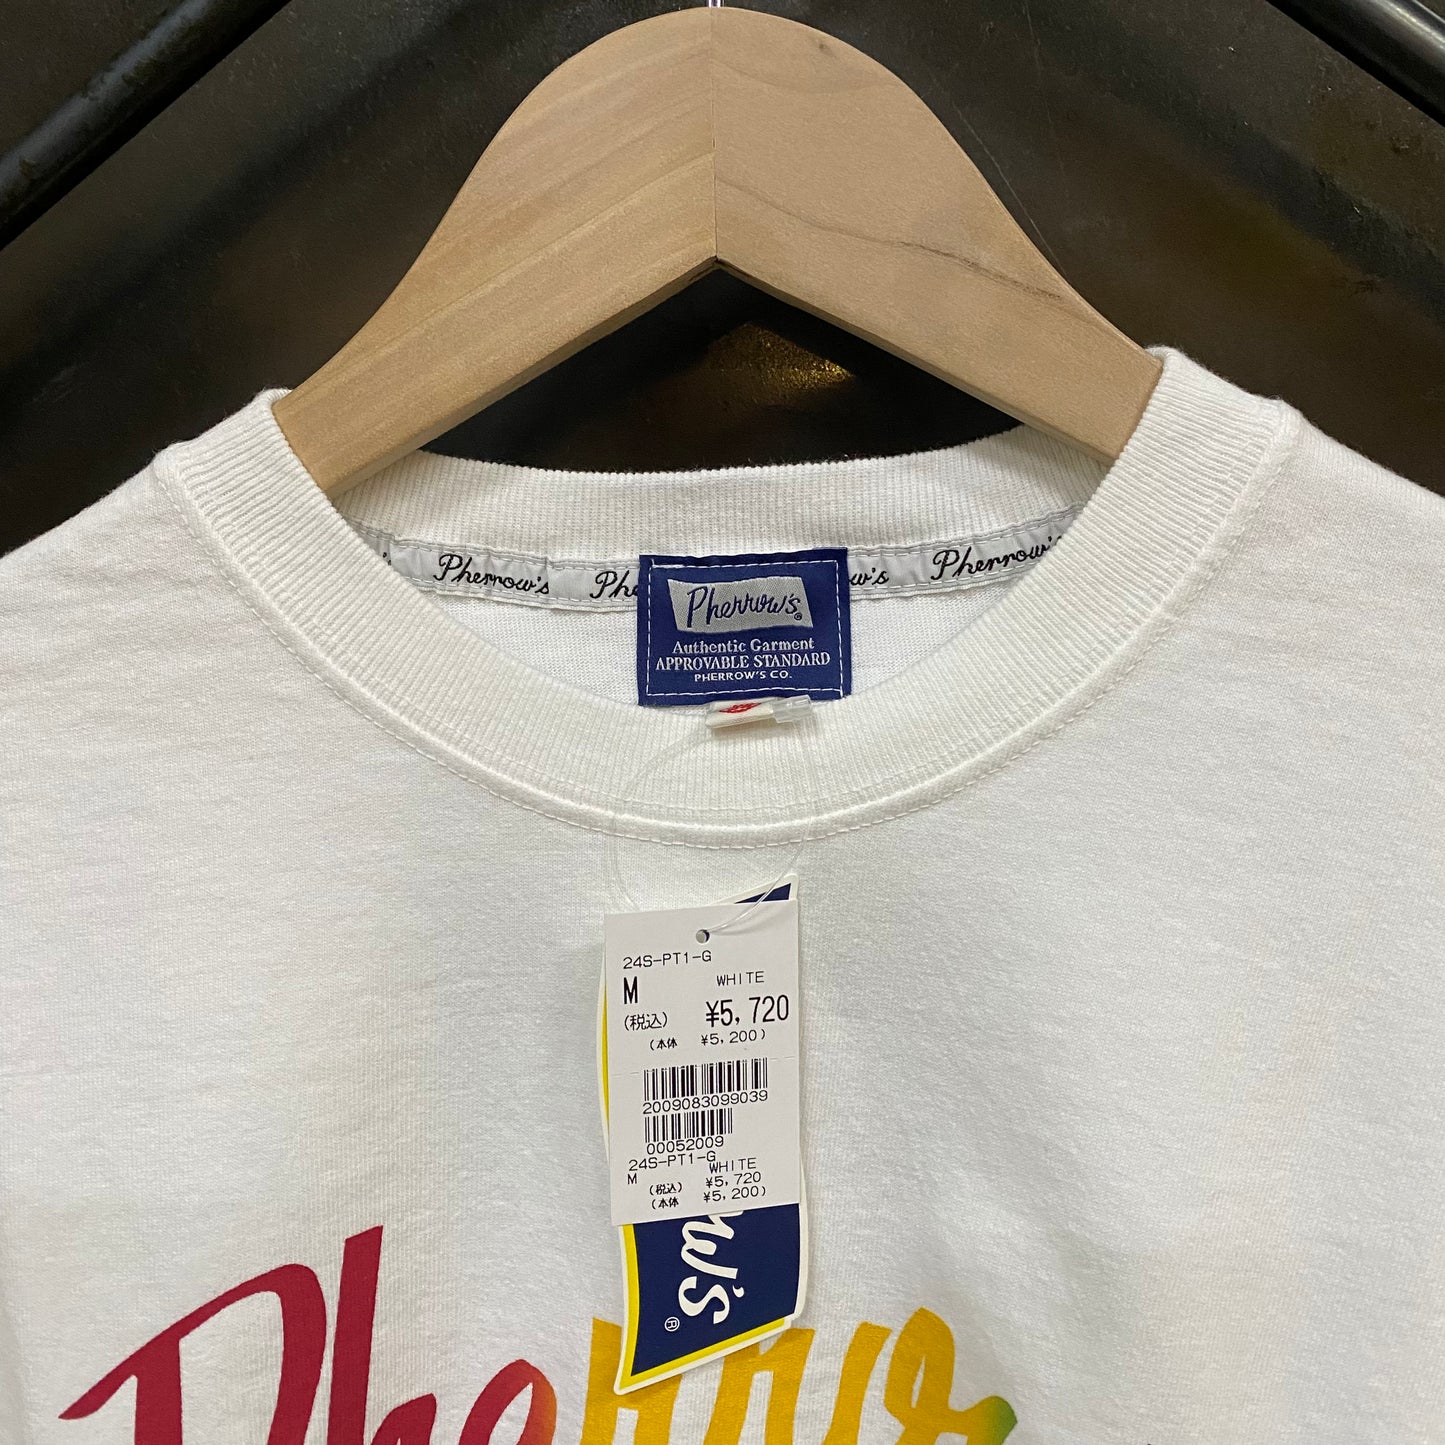 Pherrow's
Phe
w's
Pherrow's
Pherrow's®
Authentic Garment
APPROVABLE STANDARD
PHERROW'S CO.
24S-PT1-G
M WHITE
(税込) ¥5,720
(本体 ¥5,200)
2009083099039
00052009
24S-PT1-G
M WHITE
(税込) ¥5,720
(本体 ¥5,200)
w's®
Pherrow